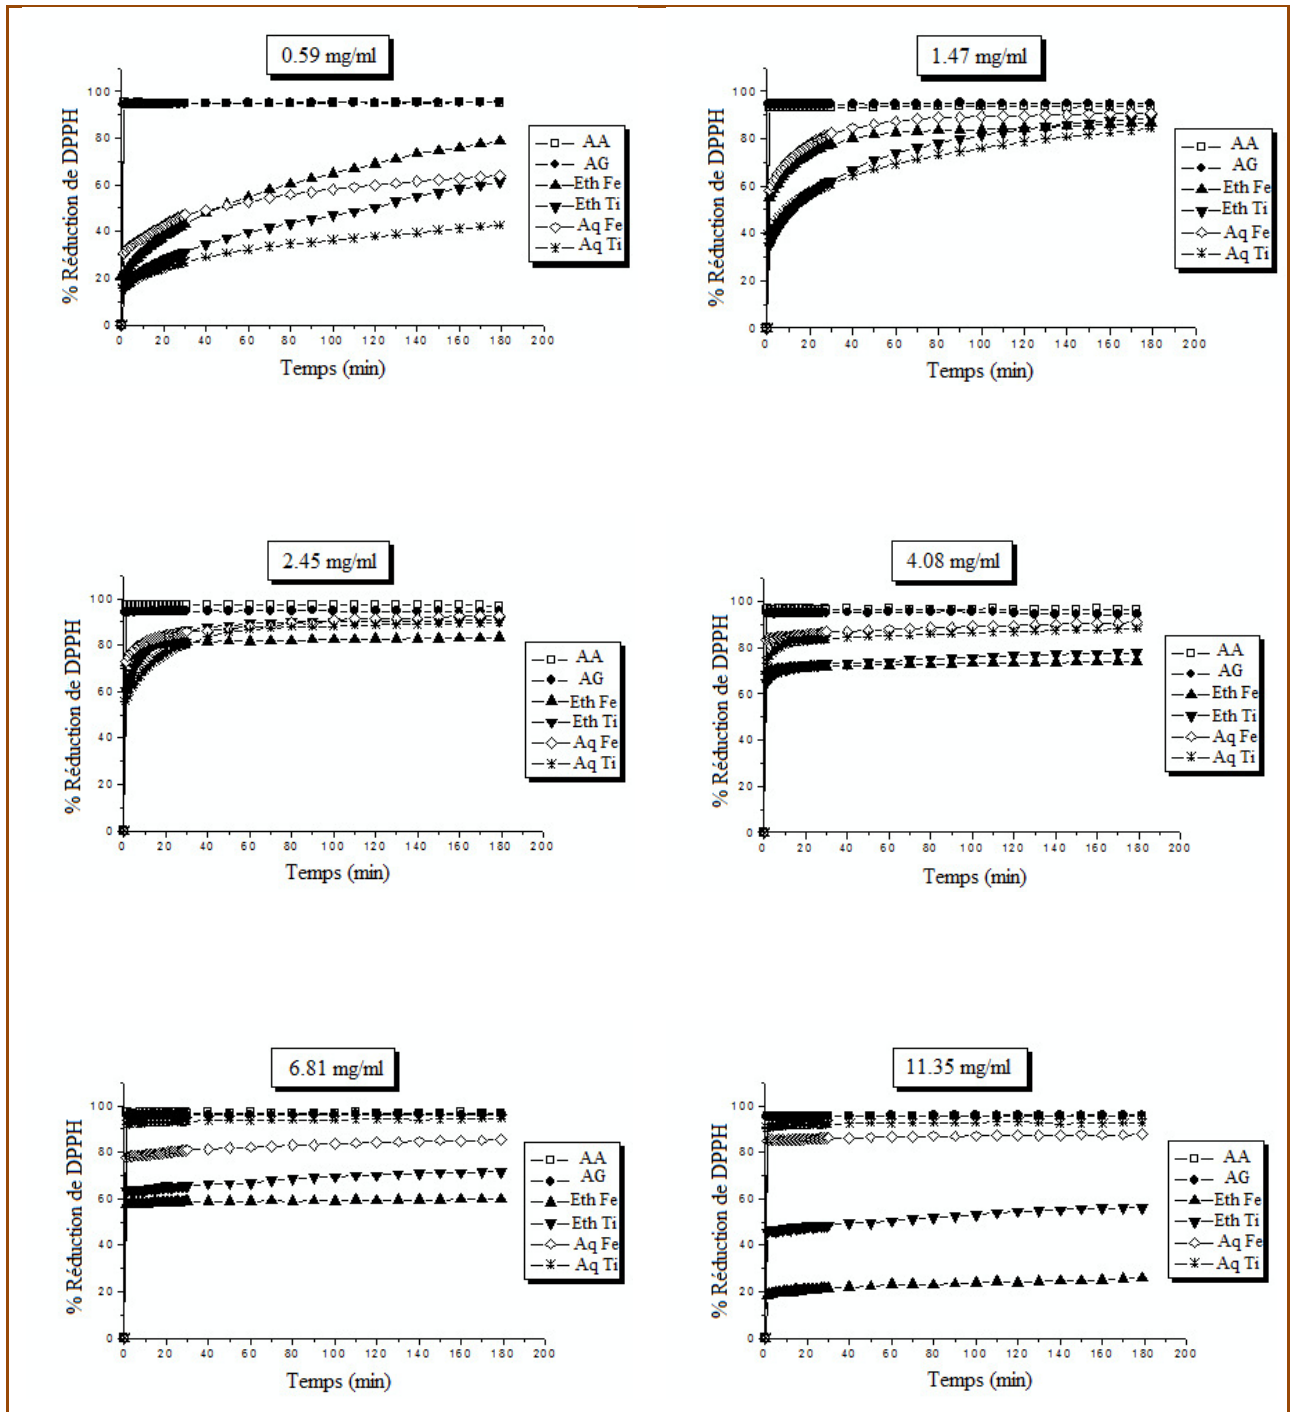 0.59 mg/ml
% Réduction de DPPH
100
80
60
40
20
0
0 20 40 60 80 100 120 140 160 180 200
Temps (min)
AA
AG
Eth Fe
Eth Ti
Aq Fe
Aq Ti
1.47 mg/ml
% Réduction de DPPH
100
80
60
40
20
0
0 20 40 60 80 100 120 140 160 180 200
Temps (min)
AA
AG
Eth Fe
Eth Ti
Aq Fe
Aq Ti
2.45 mg/ml
% Réduction de DPPH
100
80
60
40
20
0
0 20 40 60 80 100 120 140 160 180 200
Temps (min)
AA
AG
Eth Fe
Eth Ti
Aq Fe
Aq Ti
4.08 mg/ml
% Réduction de DPPH
100
80
60
40
20
0
0 20 40 60 80 100 120 140 160 180 200
Temps (min)
AA
AG
Eth Fe
Eth Ti
Aq Fe
Aq Ti
6.81 mg/ml
% Réduction de DPPH
100
80
60
40
20
0
0 20 40 60 80 100 120 140 160 180 200
Temps (min)
AA
AG
Eth Fe
Eth Ti
Aq Fe
Aq Ti
11.35 mg/ml
% Réduction de DPPH
100
80
60
40
20
0
0 20 40 60 80 100 120 140 160 180 200
Temps (min)
AA
AG
Eth Fe
Eth Ti
Aq Fe
Aq Ti